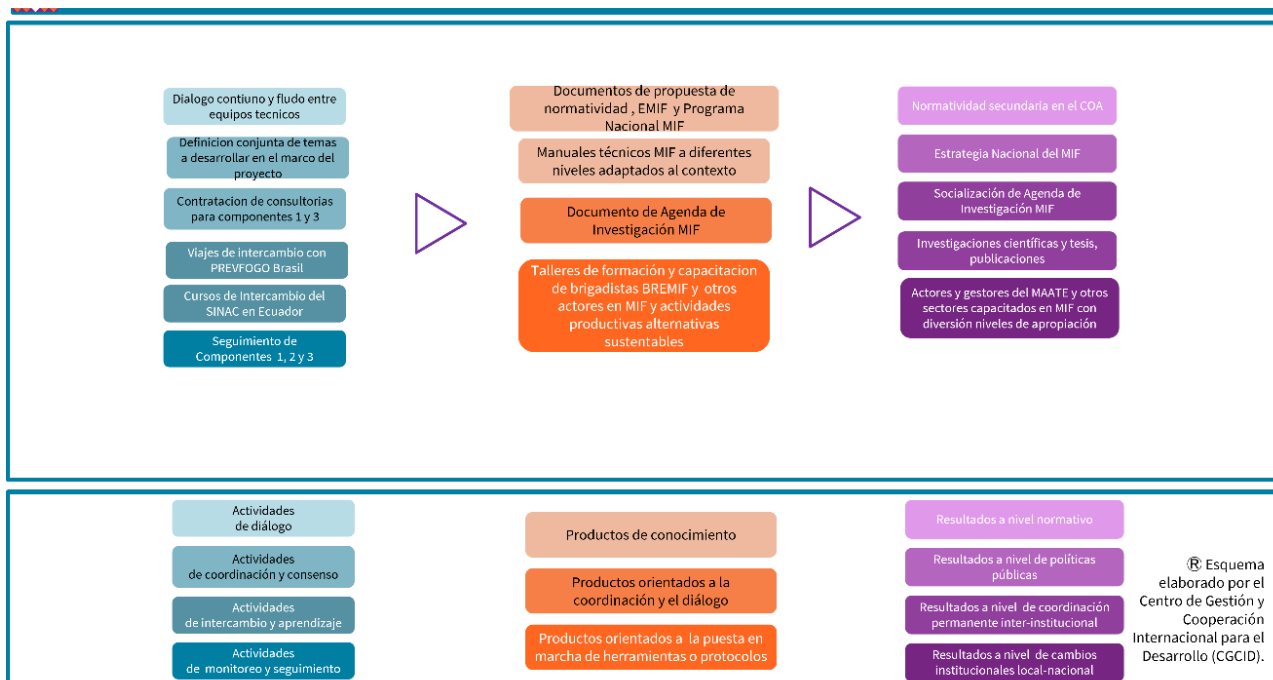 Dialogo contiuno y fludo entre
equipos tecnicos
Definicion conjunta de temas
a desarrollar en el marco del
proyecto
Contratacion de consultorias
para componentes 1 y 3
Viajes de intercambio con
PREVFOGO Brasil
Cursos de Intercambio del
SINAC en Ecuador
Seguimiento de
Componentes 1, 2 y 3
Documentos de propuesta de
normatividad , EMIF y Programa
Nacional MIF
Manuales técnicos MIF a diferentes
niveles adaptados al contexto
Documento de Agenda de
Investigación MIF
Talleres de formación y capacitacion
de brigadistas BREMIF y otros
actores en MIF y actividades
productivas alternativas
sustentables
Normatividad secundaria en el COA
Estrategia Nacional del MIF
Socialización de Agenda de
Investigación MIF
Investigaciones científicas y tesis,
publicaciones
Actores y gestores del MAATE y otros
sectores capacitados en MIF con
diversión niveles de apropiación
Actividades
de diálogo
Actividades
de coordinación y consenso
Actividades
de intercambio y aprendizaje
Actividades
de monitoreo y seguimiento
Productos de conocimiento
Productos orientados a la
coordinación y el diálogo
Productos orientados a la puesta en
marcha de herramientas o protocolos
Resultados a nivel normativo
Resultados a nivel de políticas
públicas
Resultados a nivel de coordinación
permanente inter-institucional
Resultados a nivel de cambios
institucionales local-nacional
® Esquema
elaborado por el
Centro de Gestión y
Cooperación
Internacional para el
Desarrollo (CGCID).